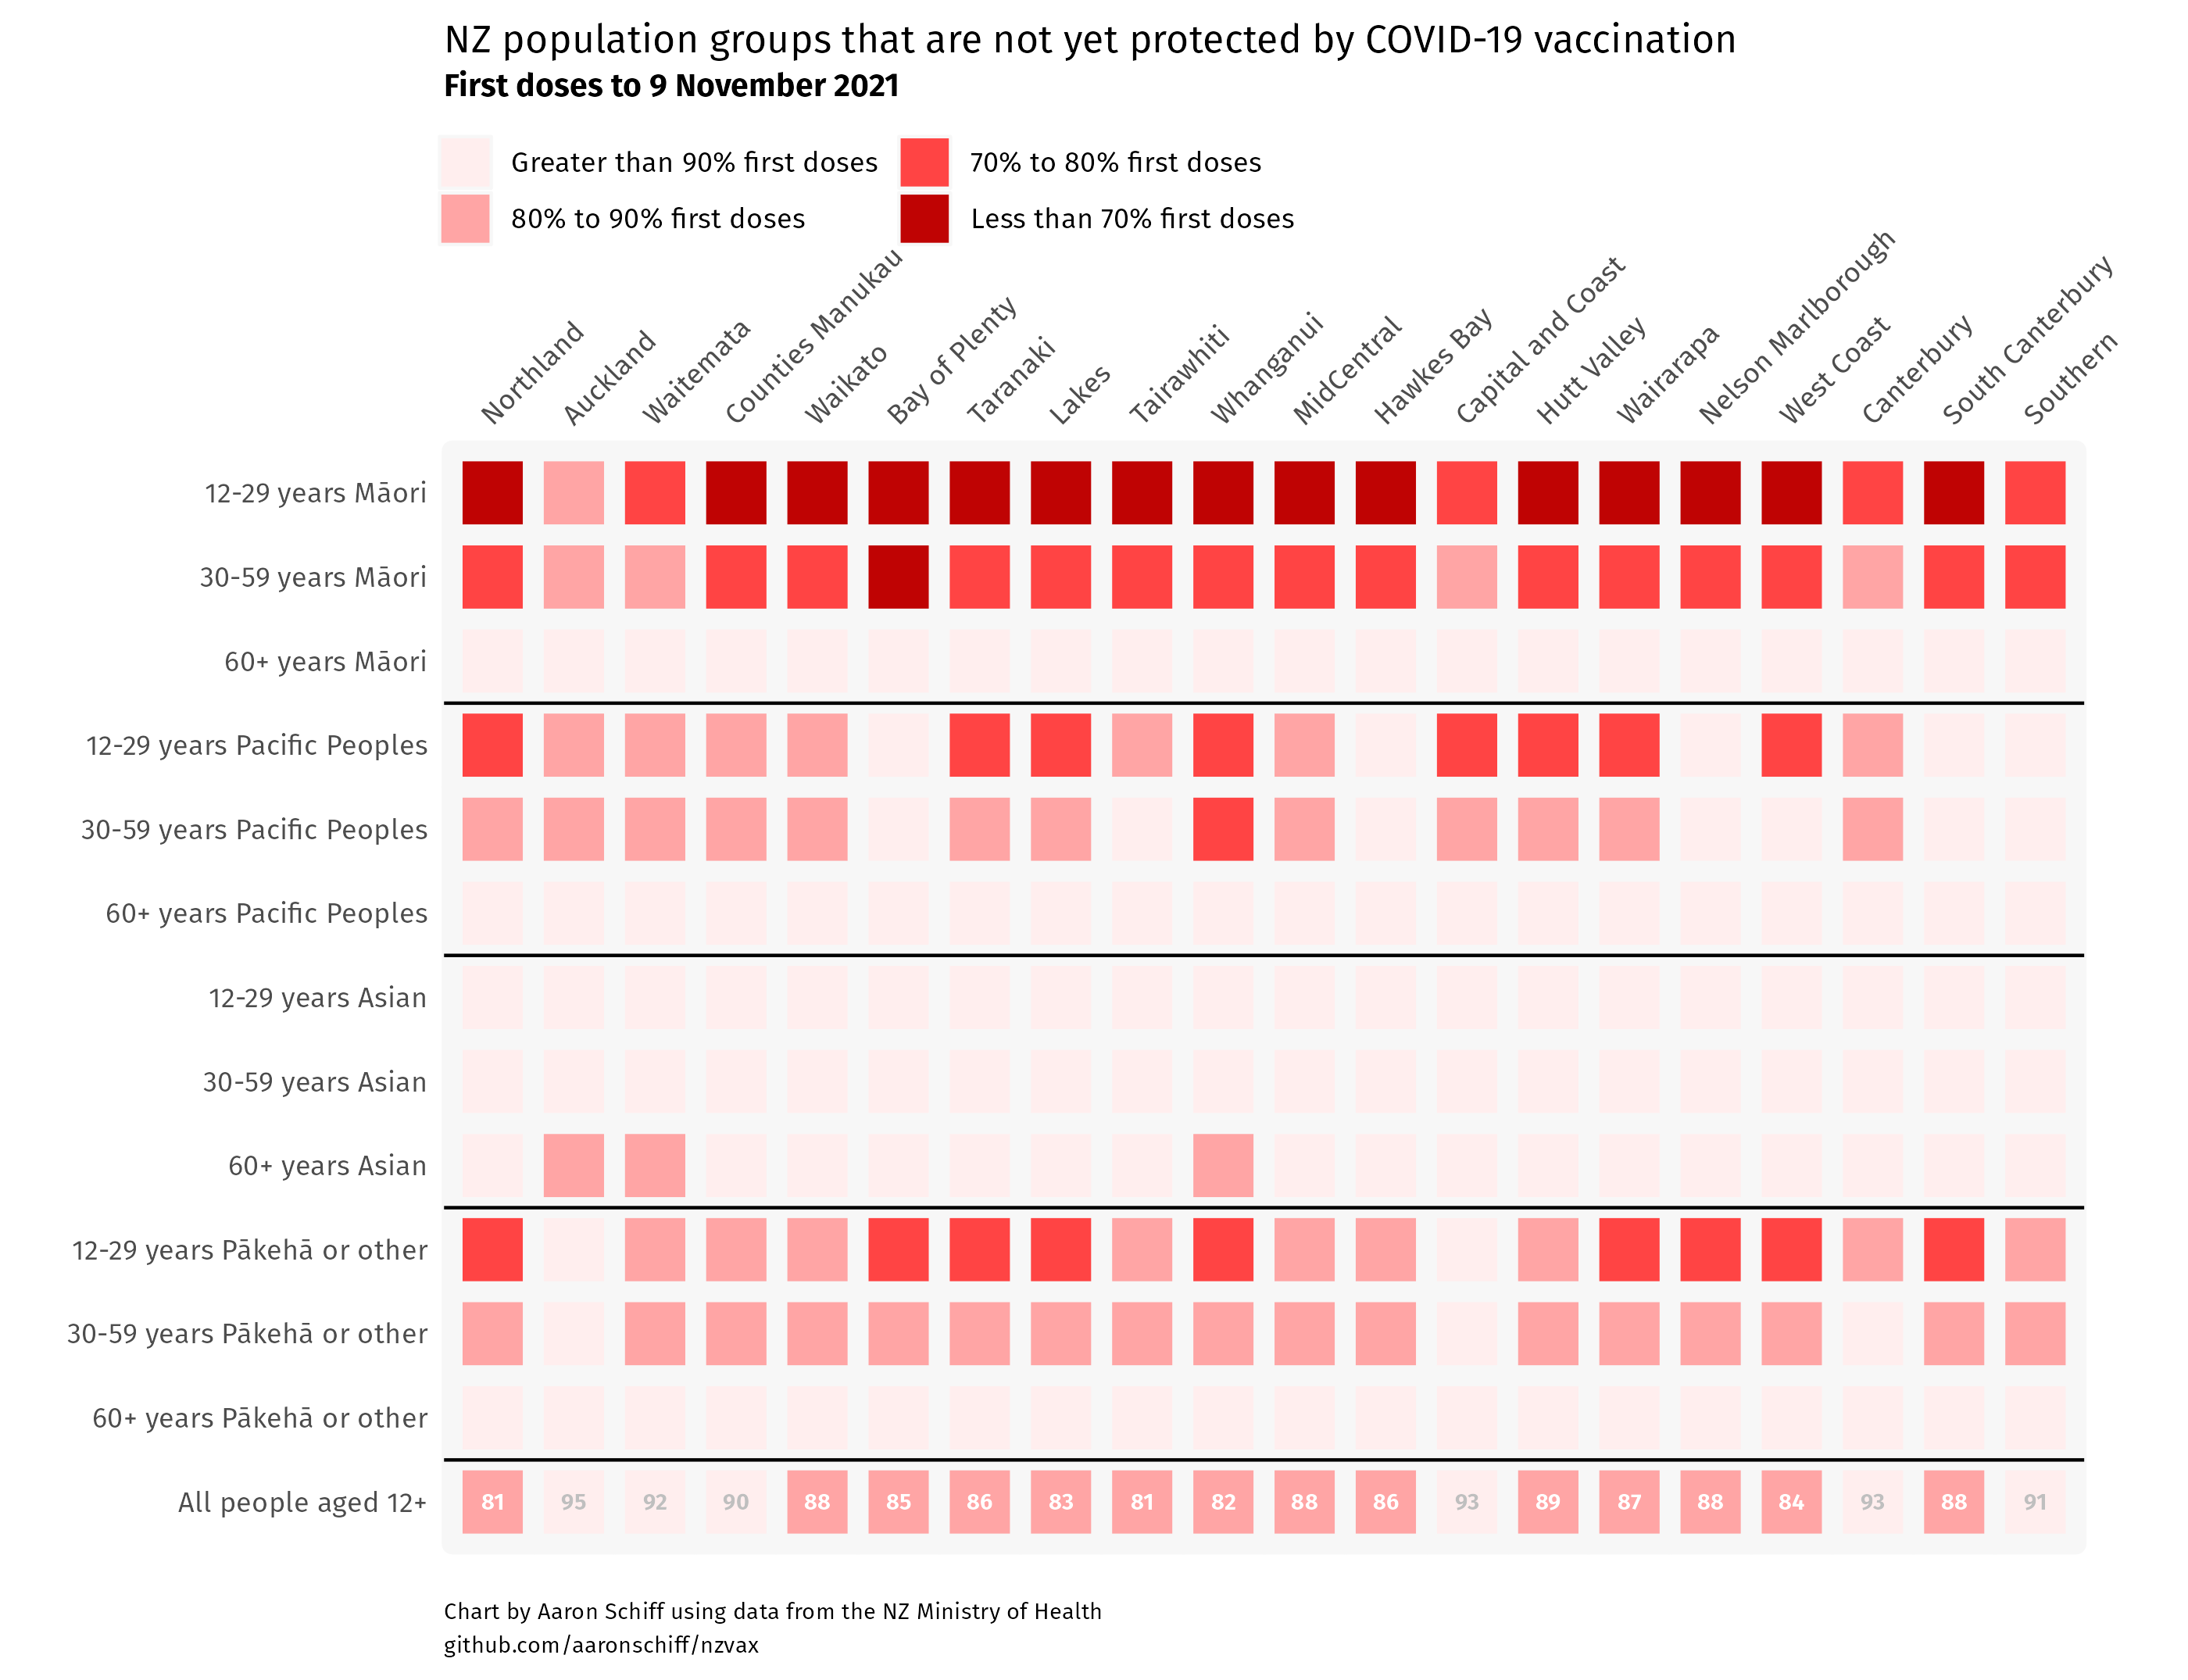 NZ population groups that are not yet protected by COVID-19 vaccination
First doses to 9 November 2021
Greater than 90% first doses
70% to 80% first doses
80% to 90% first doses
Less than 70% first doses
Northland
Auckland
Waitemata
Counties Manukau
Waikato
Bay of Plenty
Taranaki
Lakes
Tairawhiti
Whanganui
MidCentral
Hawkes Bay
Capital and Coast
Hutt Valley
Wairarapa
Nelson Marlborough
West Coast
Canterbury
South Canterbury
Southern
12-29 years Māori
30-59 years Māori
60+ years Māori
12-29 years Pacific Peoples
30-59 years Pacific Peoples
60+ years Pacific Peoples
12-29 years Asian
30-59 years Asian
60+ years Asian
12-29 years Pākehā or other
30-59 years Pākehā or other
60+ years Pākehā or other
All people aged 12+ 81 95 92 90 88 85 86 83 81 82 88 86 93 89 87 88 84 93 88 91
Chart by Aaron Schiff using data from the NZ Ministry of Health
github.com/aaronschiff/nzvax